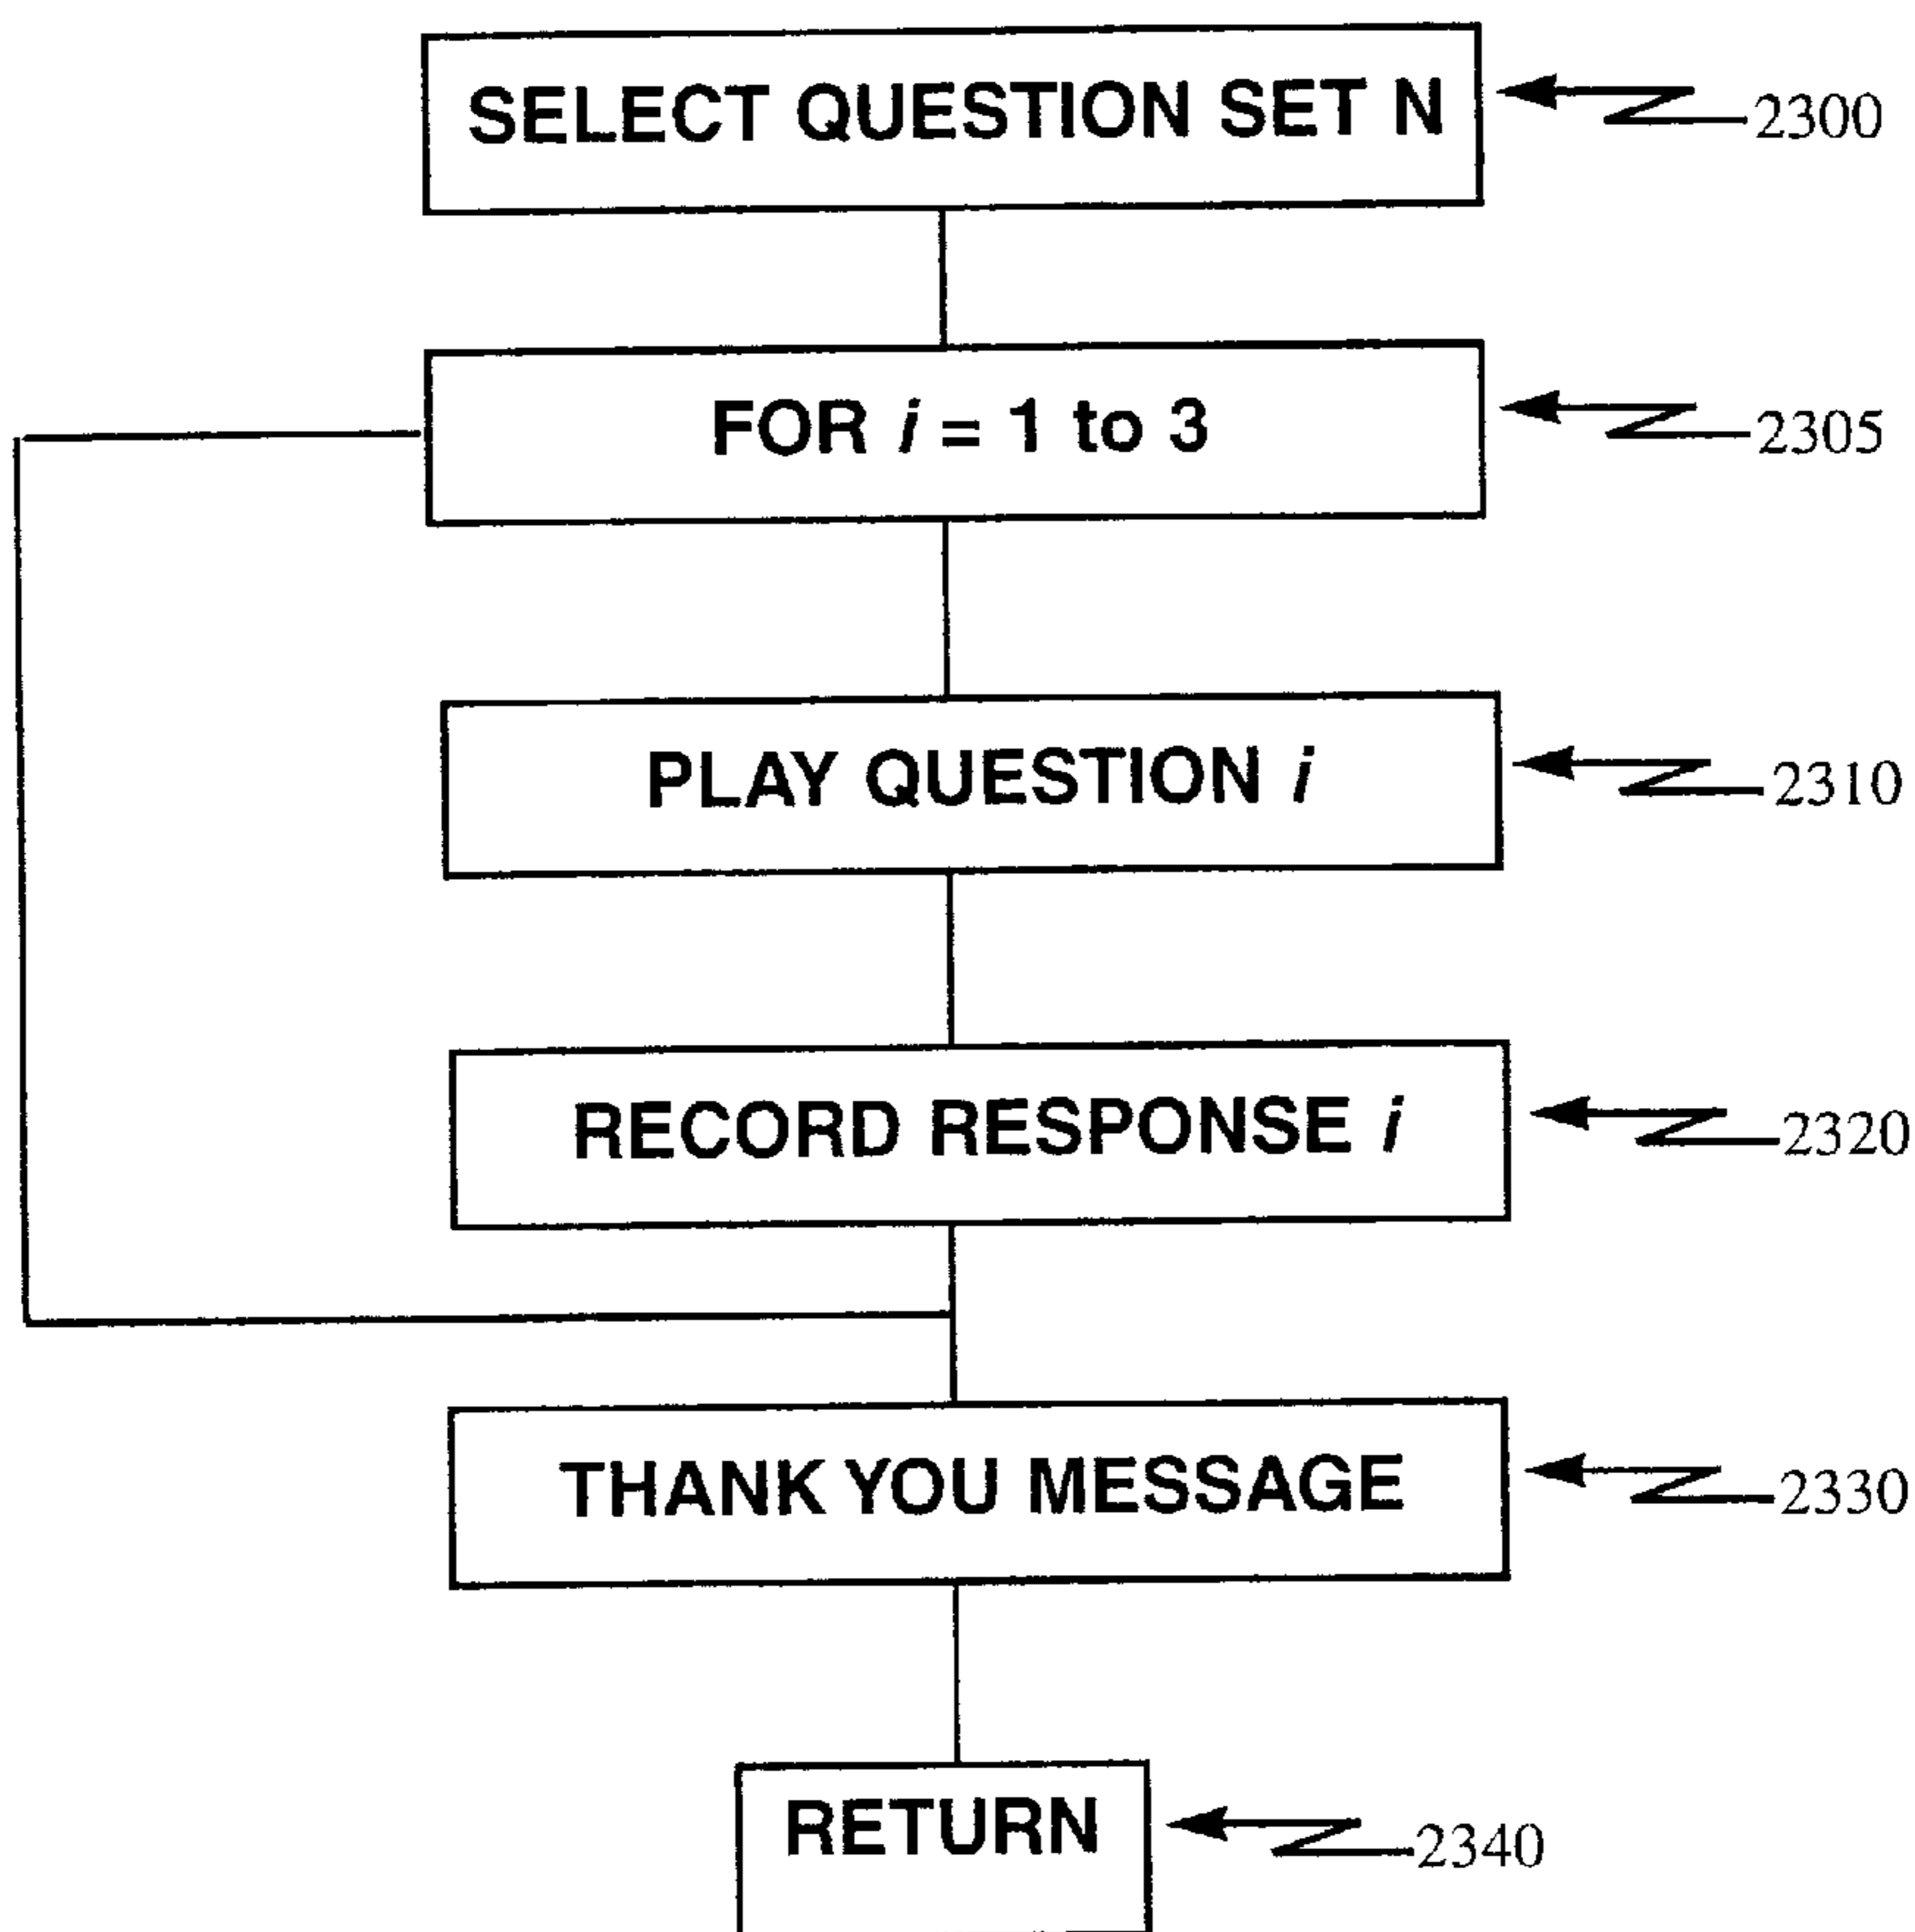 SELECT QUESTION SET N
2300
FOR i = 1 to 3
2305
PLAY QUESTION i
2310
RECORD RESPONSE i
2320
THANK YOU MESSAGE
2330
RETURN
2340